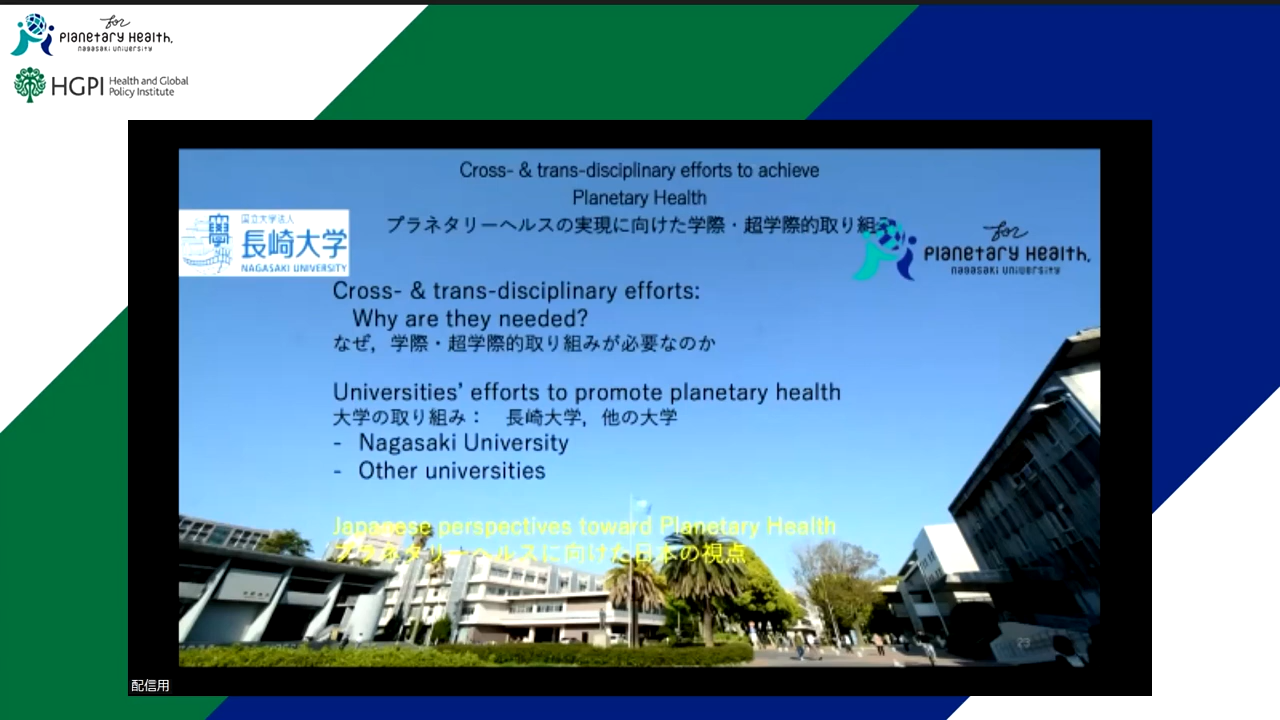 for
Planetary Health.
nagasaki university
HGPI Health and Global
Policy Institute
Cross- & trans-disciplinary efforts to achieve
Planetary Health
プラネタリーヘルスの実現に向けた学際・超学際的取り組み
国立大学法人
長崎大学
NAGASAKI UNIVERSITY
for
Planetary Health.
nagasaki university
Cross- & trans-disciplinary efforts:
Why are they needed?
なぜ，学際・超学際的取り組みが必要なのか
Universities’ efforts to promote planetary health
大学の取り組み： 長崎大学，他の大学
- Nagasaki University
- Other universities
Japanese perspectives toward Planetary Health
プラネタリーヘルスに向けた日本の視点
23
配信用